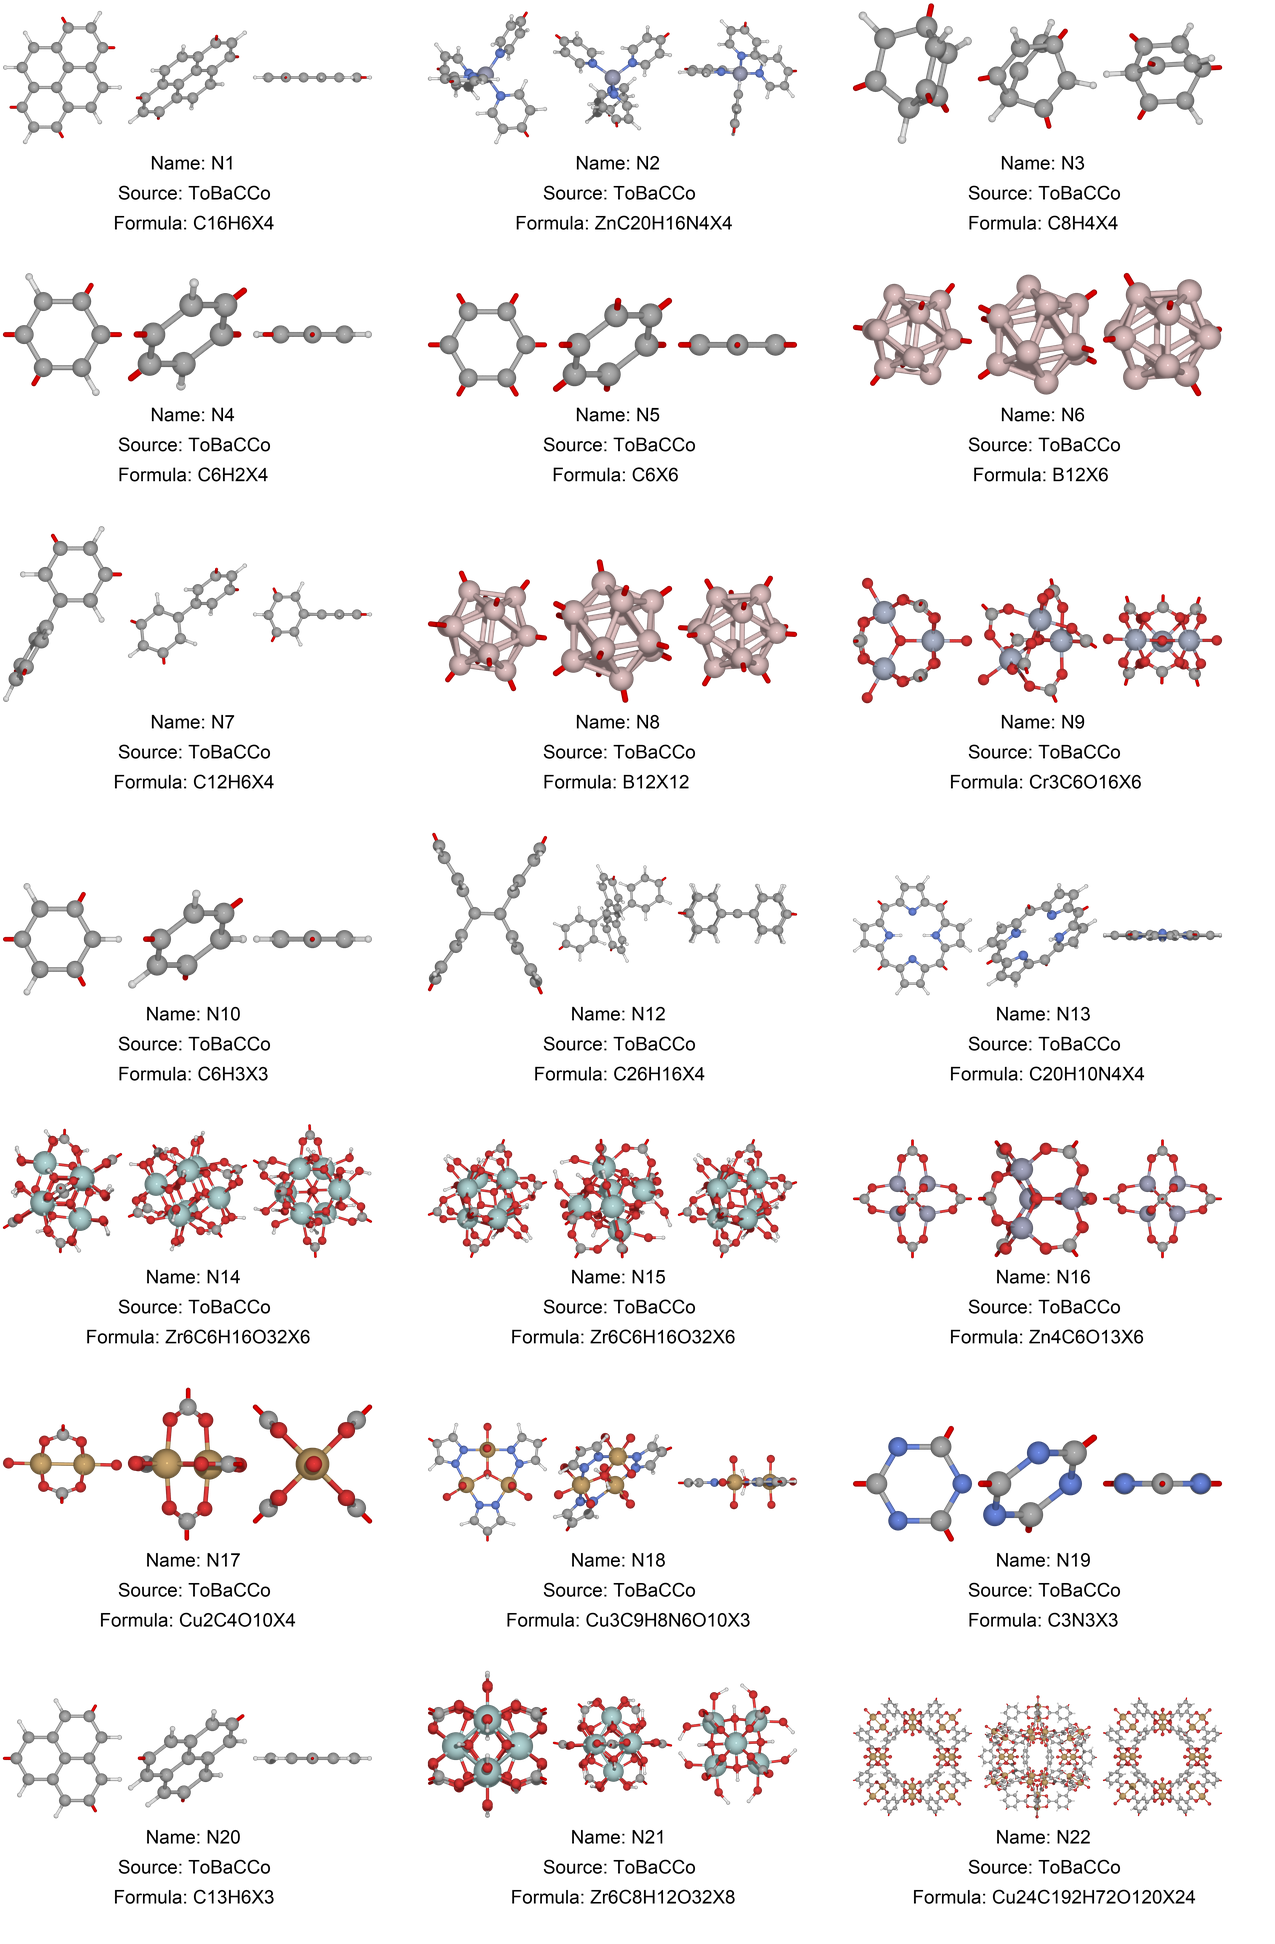 Name: N1
Source: ToBaCCo
Formula: C16H6X4
Name: N2
Source: ToBaCCo
Formula: ZnC20H16N4X4
Name: N3
Source: ToBaCCo
Formula: C8H4X4
Name: N4
Source: ToBaCCo
Formula: C6H2X4
Name: N5
Source: ToBaCCo
Formula: C6X6
Name: N6
Source: ToBaCCo
Formula: B12X6
Name: N7
Source: ToBaCCo
Formula: C12H6X4
Name: N8
Source: ToBaCCo
Formula: B12X12
Name: N9
Source: ToBaCCo
Formula: Cr3C6O16X6
Name: N10
Source: ToBaCCo
Formula: C6H3X3
Name: N12
Source: ToBaCCo
Formula: C26H16X4
Name: N13
Source: ToBaCCo
Formula: C20H10N4X4
Name: N14
Source: ToBaCCo
Formula: Zr6C6H16O32X6
Name: N15
Source: ToBaCCo
Formula: Zr6C6H16O32X6
Name: N16
Source: ToBaCCo
Formula: Zn4C6O13X6
Name: N17
Source: ToBaCCo
Formula: Cu2C4O10X4
Name: N18
Source: ToBaCCo
Formula: Cu3C9H8N6O10X3
Name: N19
Source: ToBaCCo
Formula: C3N3X3
Name: N20
Source: ToBaCCo
Formula: C13H6X3
Name: N21
Source: ToBaCCo
Formula: Zr6C8H12O32X8
Name: N22
Source: ToBaCCo
Formula: Cu24C192H72O120X24